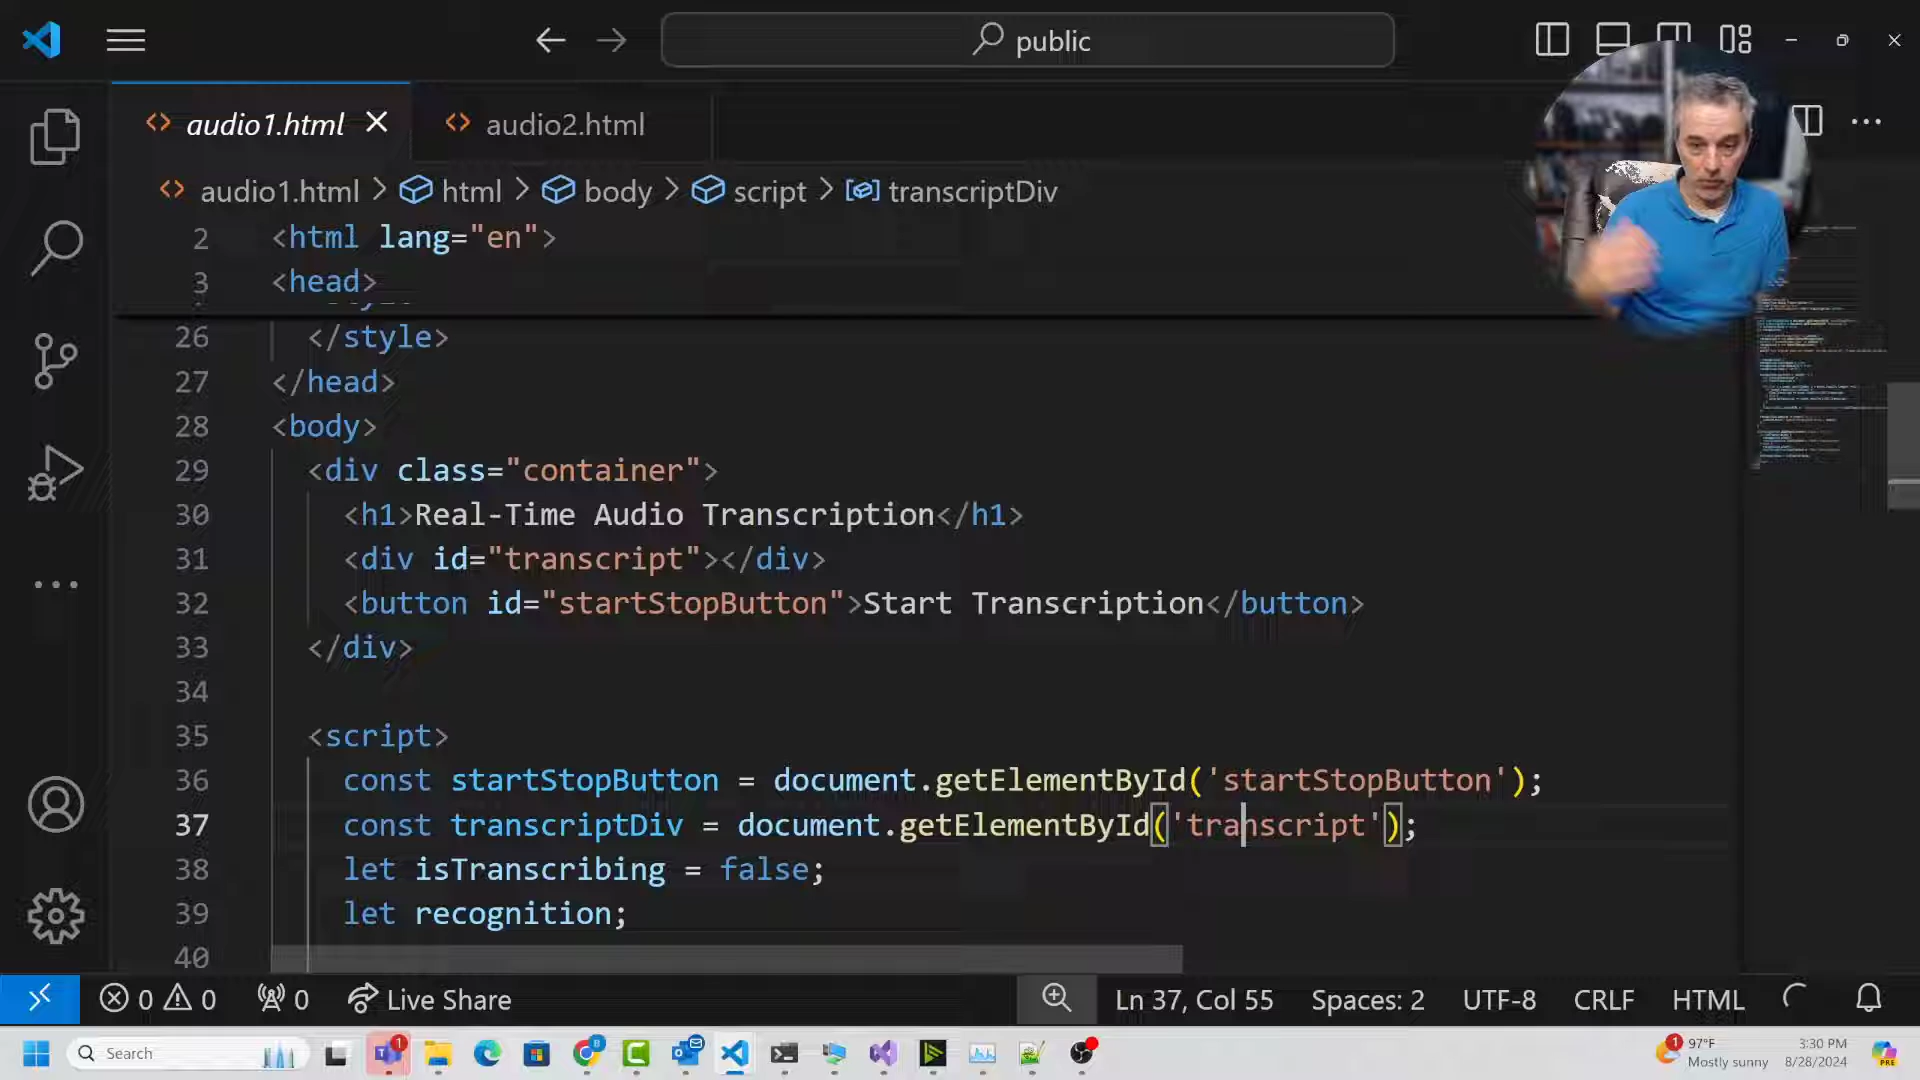 public
audio1.html
audio2.html
audio1.html > html > body > script > transcriptDiv
2 <html lang="en">
3 <head>
26 </style>
27 </head>
28 <body>
29 <div class="container">
30 <h1>Real-Time Audio Transcription</h1>
31 <div id="transcript"></div>
32 <button id="startStopButton">Start Transcription</button>
33 </div>
34
35 <script>
36 const startStopButton = document.getElementById('startStopButton');
37 const transcriptDiv = document.getElementById('transcript');
38 let isTranscribing = false;
39 let recognition;
40
0 0 0 Live Share Ln 37, Col 55 Spaces: 2 UTF-8 CRLF HTML
Search 1 8 1 97°F 3:30 PM
Mostly sunny 8/28/2024 PRE